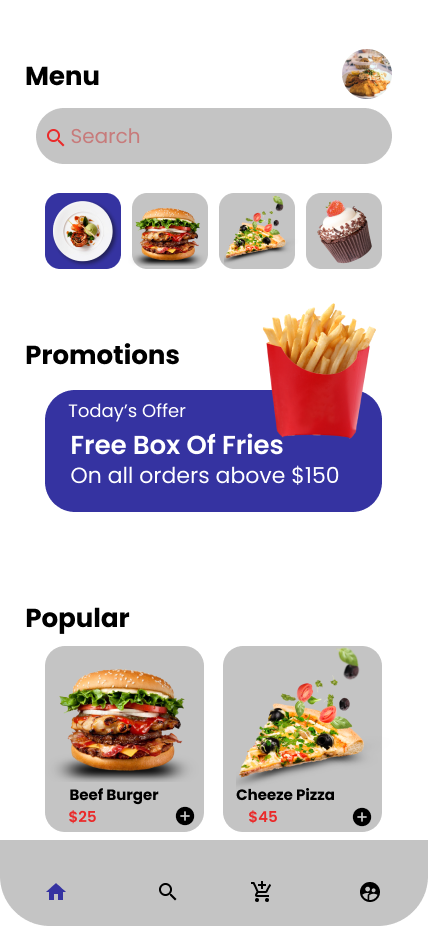 Menu
Search
Promotions
Today's Offer
Free Box Of Fries
On all orders above $150
Popular
Beef Burger
$25
Cheeze Pizza
$45